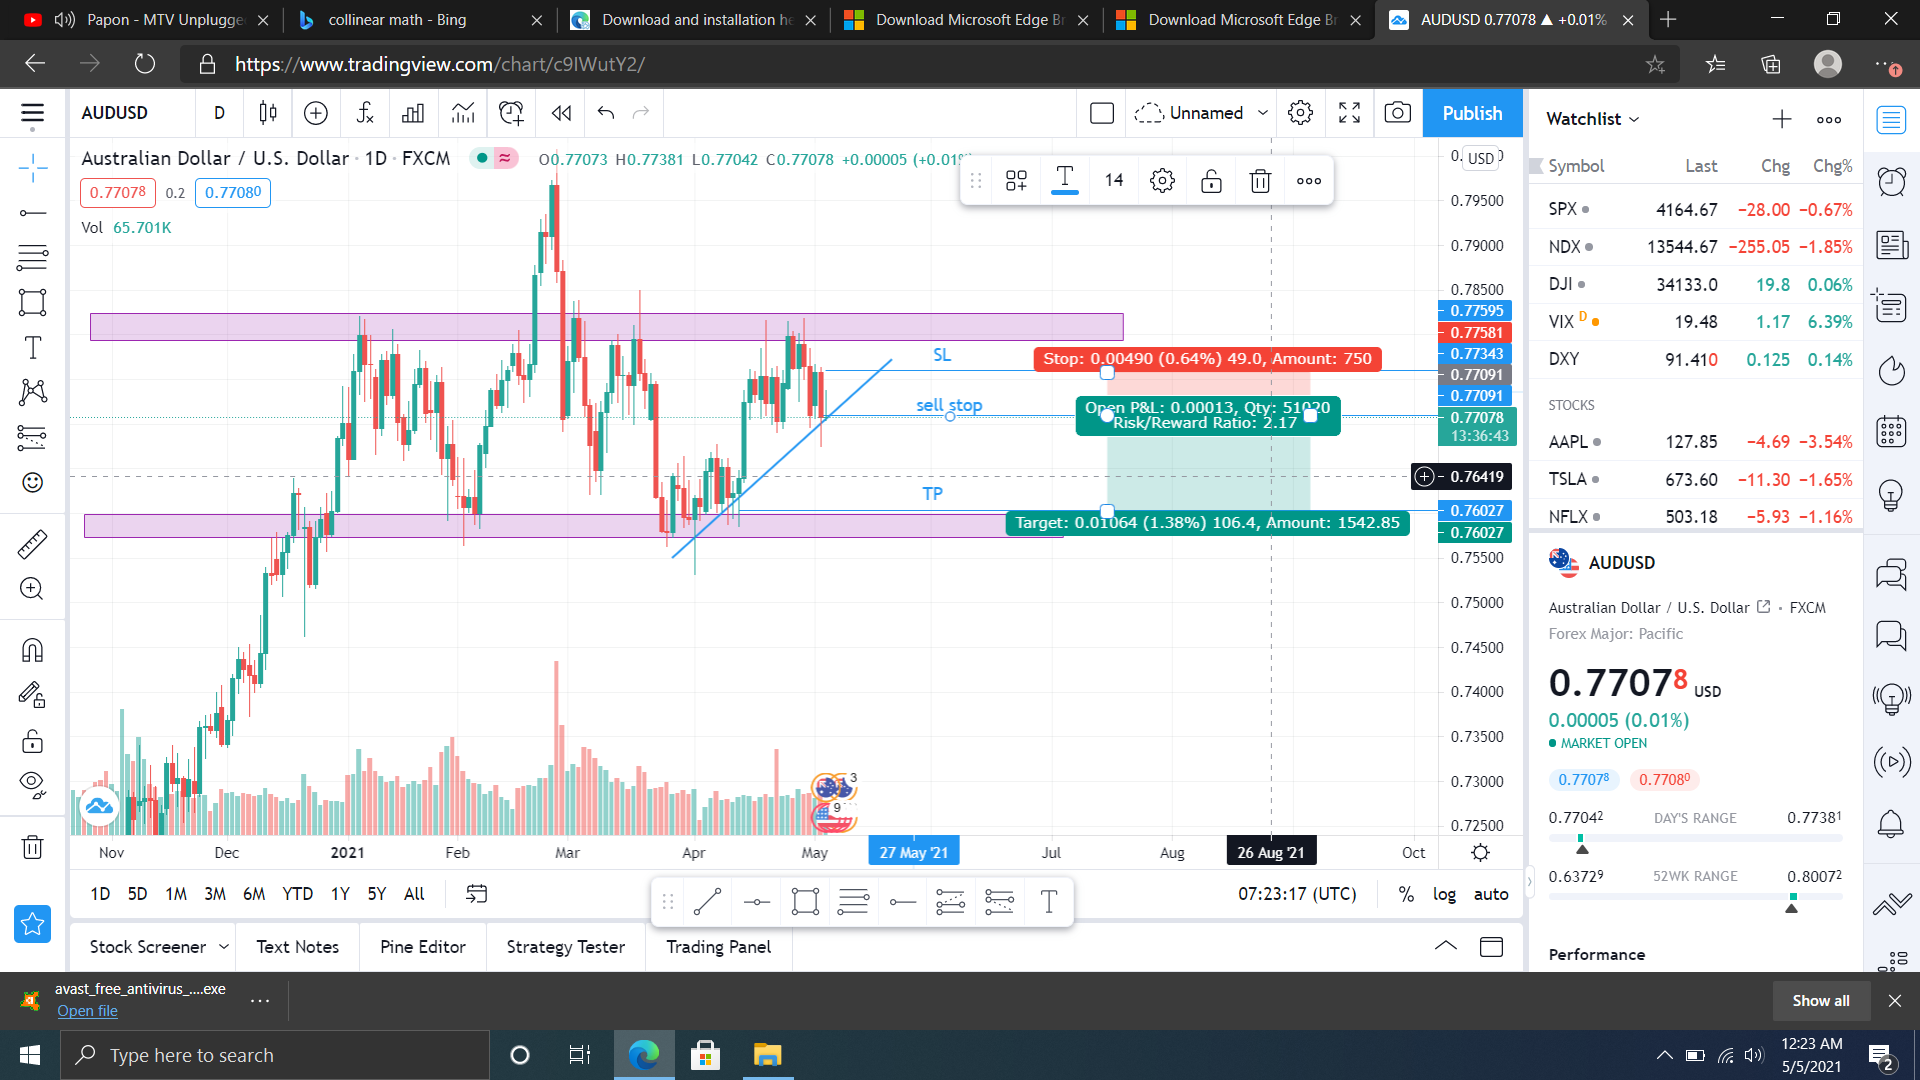 Papon - MTV Unplugge
collinear math - Bing
Download and installation he
Download Microsoft Edge Br
Download Microsoft Edge Br
AUDUSD 0.77078 ▲ +0.01%
https://www.tradingview.com/chart/c9IWutY2/
AUDUSD
D
Unnamed
Publish
Australian Dollar / U.S. Dollar · 1D · FXCM
O0.77073 H0.77381 L0.77042 C0.77078 +0.00005 (+0.01%
14
0.77078
0.2
0.77080
Vol 65.701K
USD
0.79500
0.79000
0.78500
0.77595
0.77581
0.77343
0.77091
0.77091
0.77078
13:36:43
0.76419
0.76027
0.76027
0.75500
0.75000
0.74500
0.74000
0.73500
0.73000
0.72500
SL
sell stop
TP
Stop: 0.00490 (0.64%) 49.0, Amount: 750
Open P&L: 0.00013, Qty: 51020
Risk/Reward Ratio: 2.17
Target: 0.01064 (1.38%) 106.4, Amount: 1542.85
3
9
Nov
Dec
2021
Feb
Mar
Apr
May
27 May '21
Jul
Aug
26 Aug '21
Oct
1D 5D 1M 3M 6M YTD 1Y 5Y All
07:23:17 (UTC)
% log auto
Stock Screener
Text Notes
Pine Editor
Strategy Tester
Trading Panel
Watchlist
Symbol Last Chg Chg%
SPX 4164.67 −28.00 −0.67%
NDX 13544.67 −255.05 −1.85%
DJI 34133.0 19.8 0.06%
VIX D 19.48 1.17 6.39%
DXY 91.410 0.125 0.14%
STOCKS
AAPL 127.85 −4.69 −3.54%
TSLA 673.60 −11.30 −1.65%
NFLX 503.18 −5.93 −1.16%
AUDUSD
Australian Dollar / U.S. Dollar · FXCM
Forex Major: Pacific
0.77078 USD
0.00005 (0.01%)
MARKET OPEN
0.77078
0.77080
0.77042 DAY'S RANGE 0.77381
0.63729 52WK RANGE 0.80072
Performance
avast_free_antivirus_....exe
Open file
Show all
Type here to search
12:23 AM
5/5/2021
2